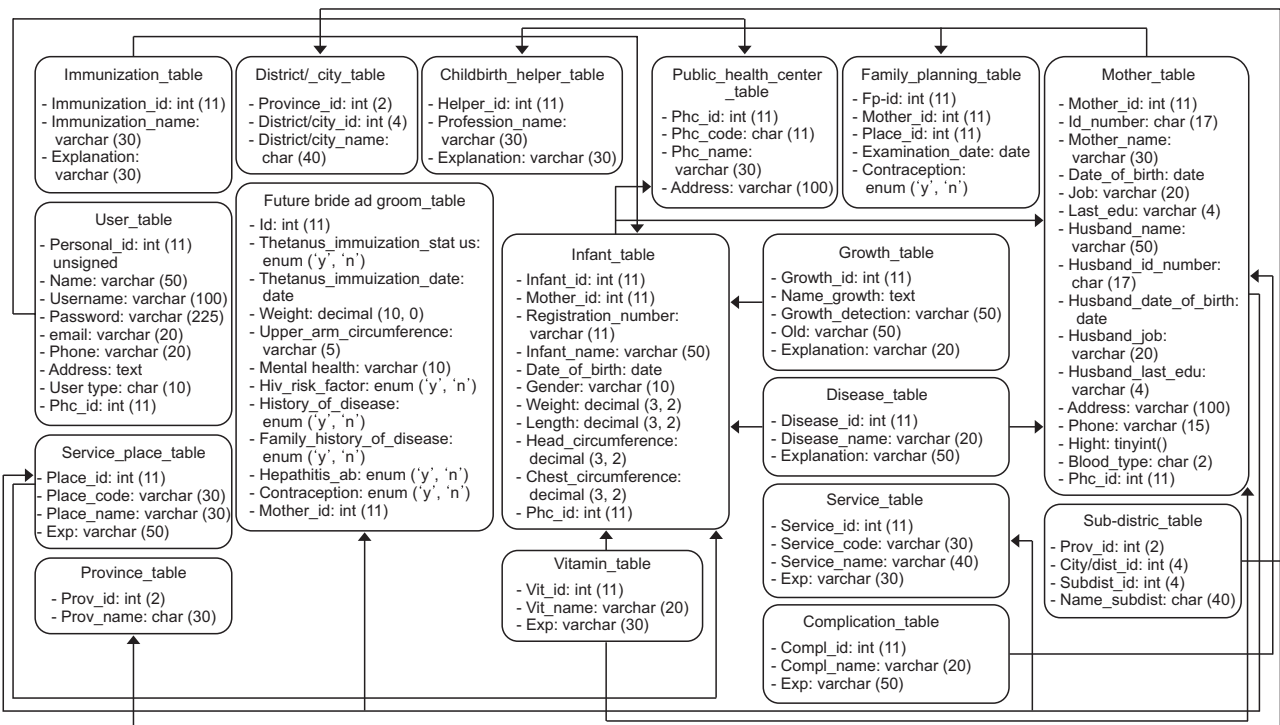 Immunization_table
- Immunization_id: int (11)
- Immunization_name:
varchar (30)
- Explanation:
varchar (30)
District/_city_table
- Province_id: int (2)
- District/city_id: int (4)
- District/city_name:
char (40)
Childbirth_helper_table
- Helper_id: int (11)
- Profession_name:
varchar (30)
- Explanation: varchar (30)
Public_health_center
_table
- Phc_id: int (11)
- Phc_code: char (11)
- Phc_name:
varchar (30)
- Address: varchar (100)
Family_planning_table
- Fp-id: int (11)
- Mother_id: int (11)
- Place_id: int (11)
- Examination_date: date
- Contraception:
enum (‘y’, ‘n’)
Mother_table
- Mother_id: int (11)
- Id_number: char (17)
- Mother_name:
varchar (30)
- Date_of_birth: date
- Job: varchar (20)
- Last_edu: varchar (4)
- Husband_name:
varchar (50)
- Husband_id_number:
char (17)
- Husband_date_of_birth:
date
- Husband_job:
varchar (20)
- Husband_last_edu:
varchar (4)
- Address: varchar (100)
- Phone: varchar (15)
- Hight: tinyint()
- Blood_type: char (2)
- Phc_id: int (11)
User_table
- Personal_id: int (11)
unsigned
- Name: varchar (50)
- Username: varchar (100)
- Password: varchar (225)
- email: varchar (20)
- Phone: varchar (20)
- Address: text
- User type: char (10)
- Phc_id: int (11)
Future bride ad groom_table
- Id: int (11)
- Thetanus_immuization_stat us:
enum (‘y’, ‘n’)
- Thetanus_immuization_date:
date
- Weight: decimal (10, 0)
- Upper_arm_circumference:
varchar (5)
- Mental health: varchar (10)
- Hiv_risk_factor: enum (‘y’, ‘n’)
- History_of_disease:
enum (‘y’, ‘n’)
- Family_history_of_disease:
enum (‘y’, ‘n’)
- Hepathitis_ab: enum (‘y’, ‘n’)
- Contraception: enum (‘y’, ‘n’)
- Mother_id: int (11)
Infant_table
- Infant_id: int (11)
- Mother_id: int (11)
- Registration_number:
varchar (11)
- Infant_name: varchar (50)
- Date_of_birth: date
- Gender: varchar (10)
- Weight: decimal (3, 2)
- Length: decimal (3, 2)
- Head_circumference:
decimal (3, 2)
- Chest_circumference:
decimal (3, 2)
- Phc_id: int (11)
Growth_table
- Growth_id: int (11)
- Name_growth: text
- Growth_detection: varchar (50)
- Old: varchar (50)
- Explanation: varchar (20)
Disease_table
- Disease_id: int (11)
- Disease_name: varchar (20)
- Explanation: varchar (50)
Service_place_table
- Place_id: int (11)
- Place_code: varchar (30)
- Place_name: varchar (30)
- Exp: varchar (50)
Service_table
- Service_id: int (11)
- Service_code: varchar (30)
- Service_name: varchar (40)
- Exp: varchar (30)
Sub-distric_table
- Prov_id: int (2)
- City/dist_id: int (4)
- Subdist_id: int (4)
- Name_subdist: char (40)
Province_table
- Prov_id: int (2)
- Prov_name: char (30)
Vitamin_table
- Vit_id: int (11)
- Vit_name: varchar (20)
- Exp: varchar (30)
Complication_table
- Compl_id: int (11)
- Compl_name: varchar (20)
- Exp: varchar (50)